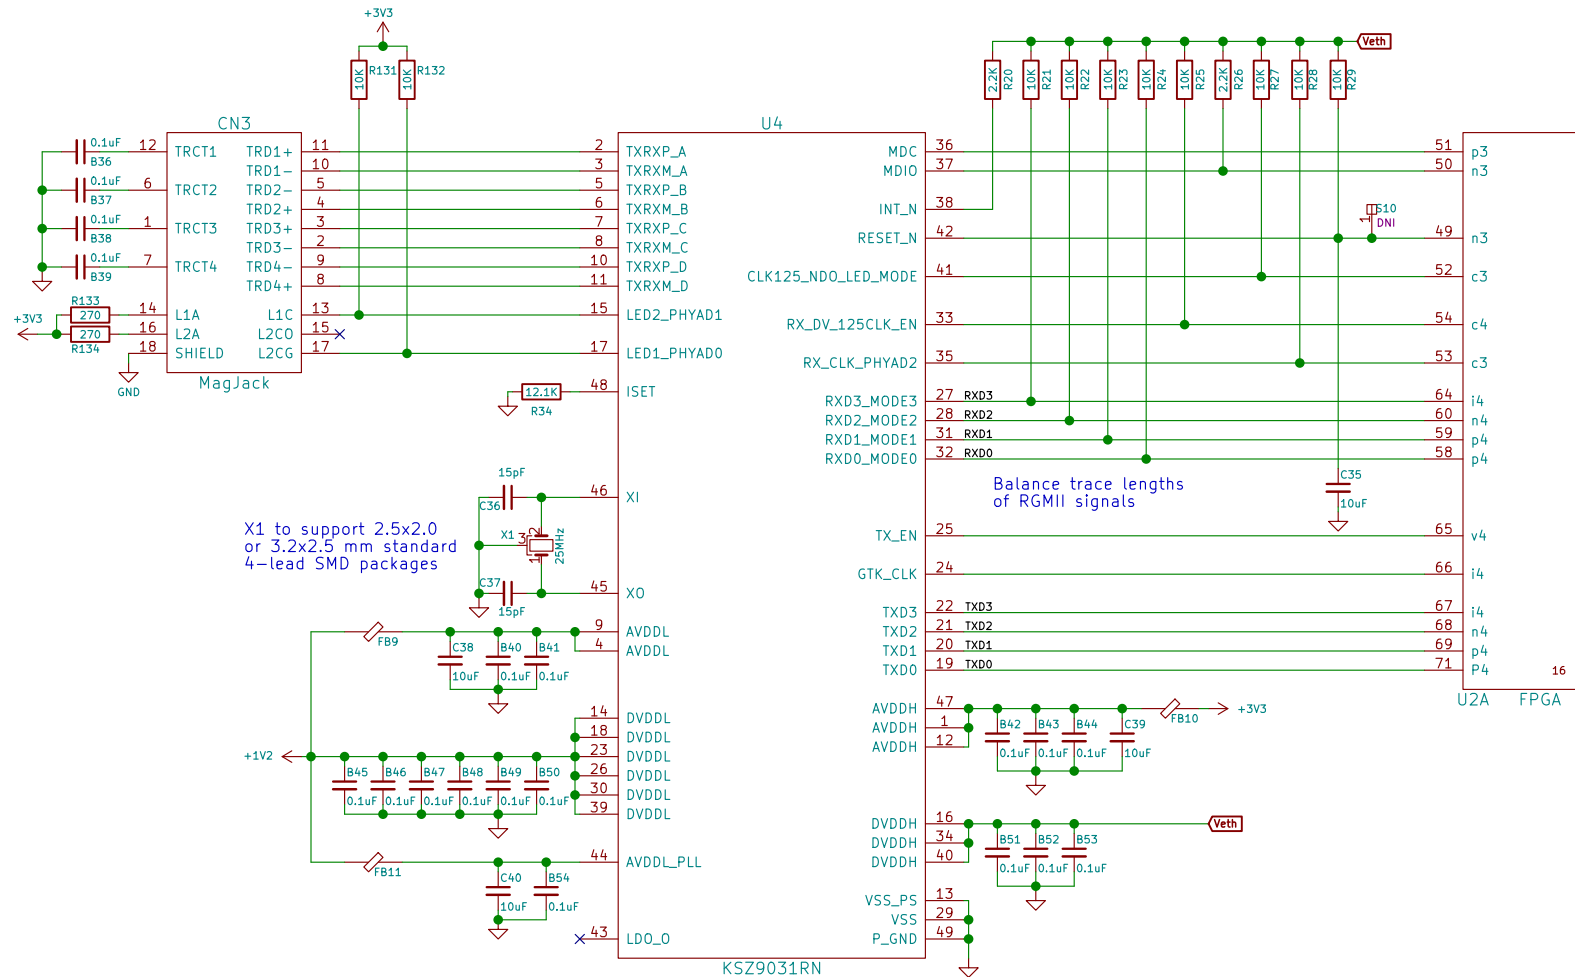 +3V3
R131
10K
R132
10K
Veth
2.2K
R20
10K
R21
10K
R22
10K
R23
10K
R24
10K
R25
2.2K
R26
10K
R27
10K
R28
10K
R29
CN3
12 TRCT1
6 TRCT2
1 TRCT3
7 TRCT4
14 L1A
16 L2A
18 SHIELD
TRD1+ 11
TRD1- 10
TRD2- 5
TRD2+ 4
TRD3+ 3
TRD3- 2
TRD4- 9
TRD4+ 8
L1C 13
L2CO 15
L2CG 17
MagJack
0.1uF
B36
0.1uF
B37
0.1uF
B38
0.1uF
B39
R133
270
+3V3
270
R134
GND
U4
2 TXRXP_A
3 TXRXM_A
5 TXRXP_B
6 TXRXM_B
7 TXRXP_C
8 TXRXM_C
10 TXRXP_D
11 TXRXM_D
15 LED2_PHYAD1
17 LED1_PHYAD0
48 ISET
46 XI
45 XO
9 AVDDL
4 AVDDL
14 DVDDL
18 DVDDL
23 DVDDL
26 DVDDL
30 DVDDL
39 DVDDL
44 AVDDL_PLL
43 LDO_O
MDC 36
MDIO 37
INT_N 38
RESET_N 42
CLK125_NDO_LED_MODE 41
RX_DV_125CLK_EN 33
RX_CLK_PHYAD2 35
RXD3_MODE3 27 RXD3
RXD2_MODE2 28 RXD2
RXD1_MODE1 31 RXD1
RXD0_MODE0 32 RXD0
TX_EN 25
GTK_CLK 24
TXD3 22 TXD3
TXD2 21 TXD2
TXD1 20 TXD1
TXD0 19 TXD0
AVDDH 47
AVDDH 1
AVDDH 12
DVDDH 16
DVDDH 34
DVDDH 40
VSS_PS 13
VSS 29
P_GND 49
KSZ9031RN
12.1K
R34
15pF
C36
X1
3
2
1
25MHz
C37
15pF
X1 to support 2.5x2.0
or 3.2x2.5 mm standard
4-lead SMD packages
FB9
C38
10uF
B40
0.1uF
B41
0.1uF
+1V2
B45
0.1uF
B46
0.1uF
B47
0.1uF
B48
0.1uF
B49
0.1uF
B50
0.1uF
FB11
C40
10uF
B54
0.1uF
Balance trace lengths
of RGMII signals
1
S10
DNI
C35
10uF
B42
0.1uF
B43
0.1uF
B44
0.1uF
C39
10uF
FB10
+3V3
B51
0.1uF
B52
0.1uF
B53
0.1uF
Veth
51 p3
50 n3
49 n3
52 c3
54 c4
53 c3
64 i4
60 n4
59 p4
58 p4
65 v4
66 i4
67 i4
68 n4
69 p4
71 P4
16
U2A FPGA